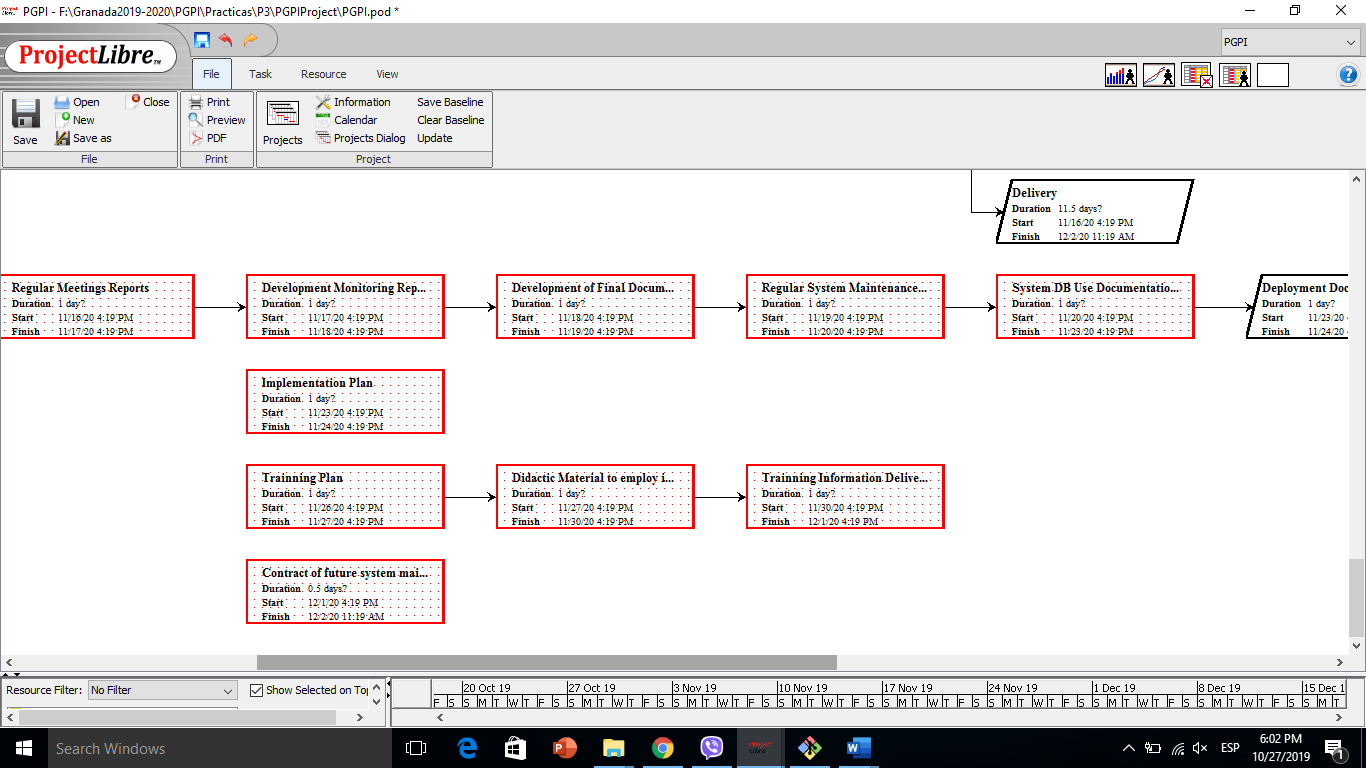 PGPI - F:\Granada2019-2020\PGPI\Practicas\P3\PGPIProject\PGPI.pod *
ProjectLibre™
PGPI
File Task Resource View
Save
Open
New
Save as
Close
File
Print
Preview
PDF
Print
Projects
Information
Calendar
Projects Dialog
Save Baseline
Clear Baseline
Update
Project
Delivery
Duration 11.5 days?
Start 11/16/20 4:19 PM
Finish 12/2/20 11:19 AM
Regular Meetings Reports
Duration 1 day?
Start 11/16/20 4:19 PM
Finish 11/17/20 4:19 PM
Development Monitoring Rep...
Duration 1 day?
Start 11/17/20 4:19 PM
Finish 11/18/20 4:19 PM
Development of Final Docum...
Duration 1 day?
Start 11/18/20 4:19 PM
Finish 11/19/20 4:19 PM
Regular System Maintenance...
Duration 1 day?
Start 11/19/20 4:19 PM
Finish 11/20/20 4:19 PM
System DB Use Documentatio...
Duration 1 day?
Start 11/20/20 4:19 PM
Finish 11/23/20 4:19 PM
Deployment Doc
Duration 1 day?
Start 11/23/20
Finish 11/24/20
Implementation Plan
Duration 1 day?
Start 11/23/20 4:19 PM
Finish 11/24/20 4:19 PM
Trainning Plan
Duration 1 day?
Start 11/26/20 4:19 PM
Finish 11/27/20 4:19 PM
Didactic Material to employ i...
Duration 1 day?
Start 11/27/20 4:19 PM
Finish 11/30/20 4:19 PM
Trainning Information Delive...
Duration 1 day?
Start 11/30/20 4:19 PM
Finish 12/1/20 4:19 PM
Contract of future system mai...
Duration 0.5 days?
Start 12/1/20 4:19 PM
Finish 12/2/20 11:19 AM
Resource Filter: No Filter Show Selected on Top
20 Oct 19 27 Oct 19 3 Nov 19 10 Nov 19 17 Nov 19 24 Nov 19 1 Dec 19 8 Dec 19 15 Dec 1
F S S M T W T F S S M T W T F S S M T W T F S S M T W T F S S M T W T F S S M T W T F S S M T W T F S S M T W T F S S M T
Search Windows
ESP
6:02 PM
10/27/2019
1